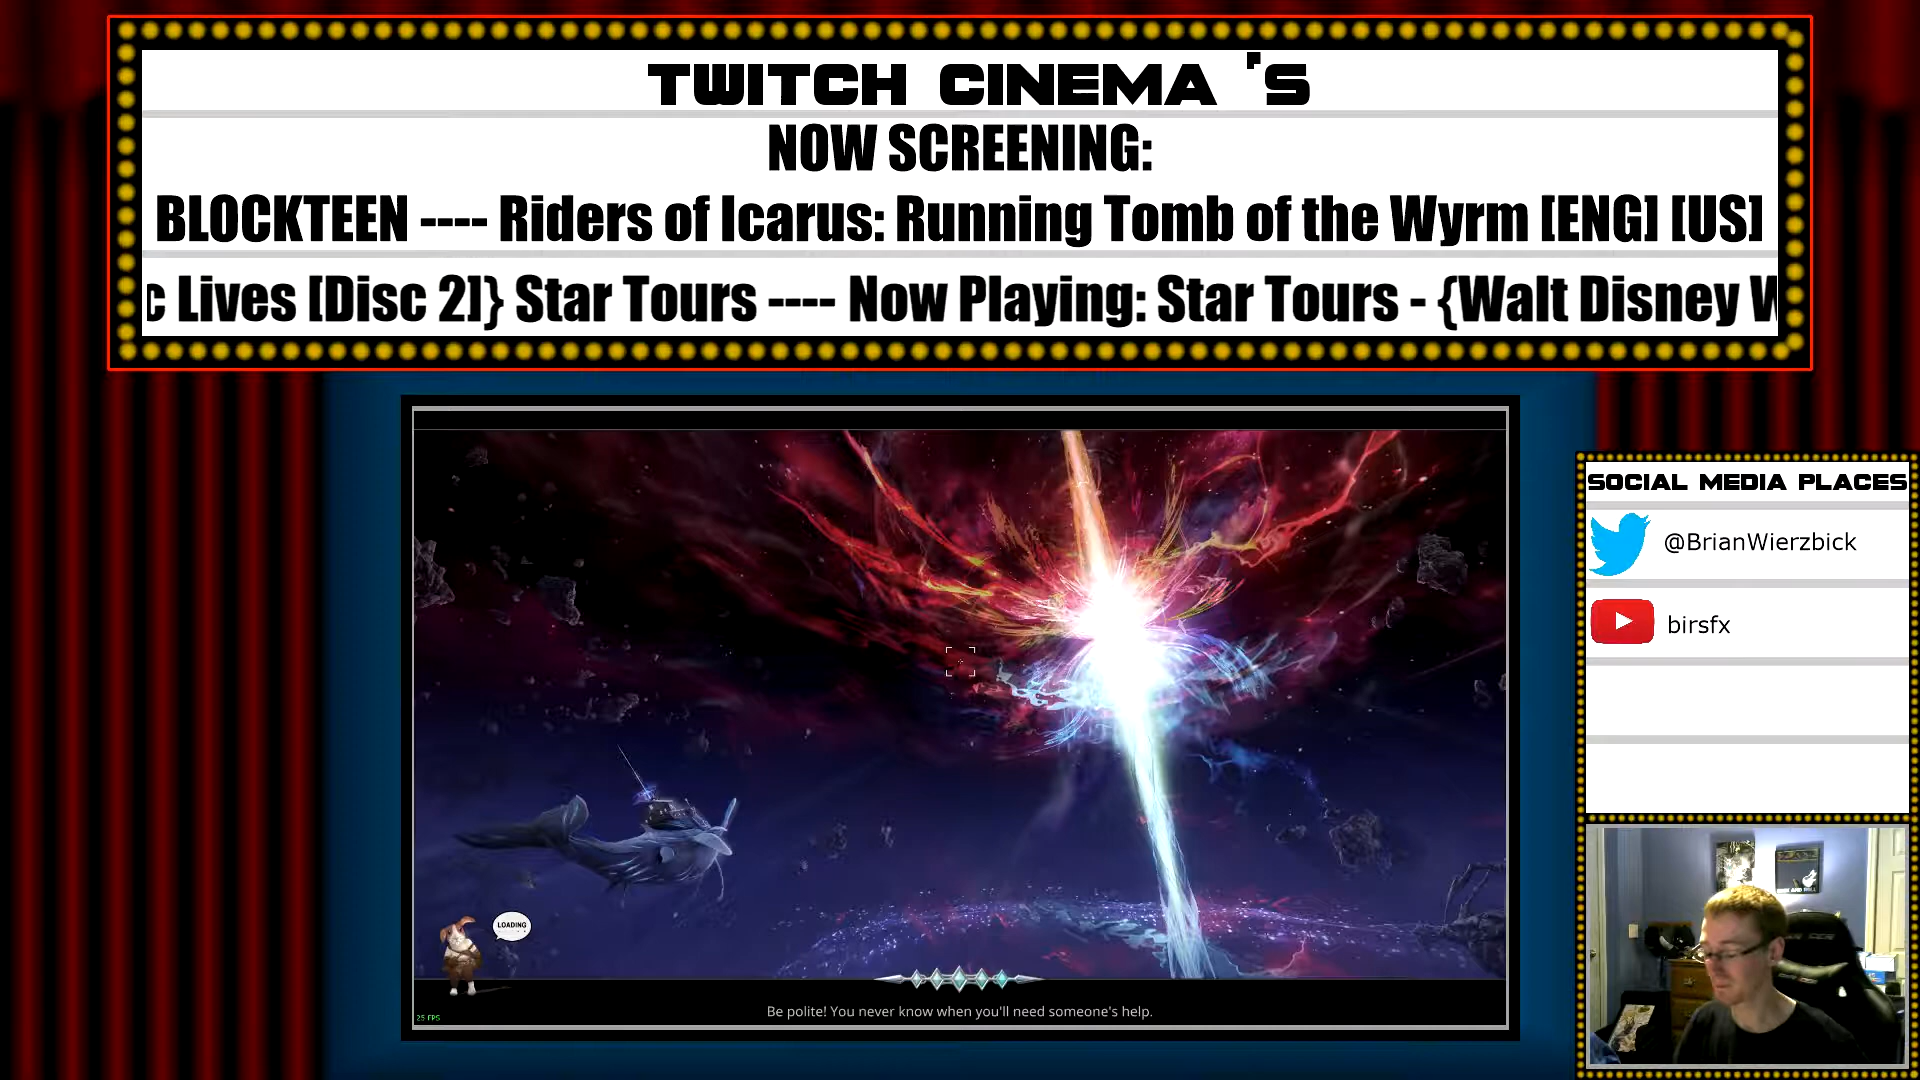 TWITCH CINEMA 'S
NOW SCREENING:
BLOCKTEEN ---- Riders of Icarus: Running Tomb of the Wyrm [ENG] [US]
c Lives [Disc 2]} Star Tours ---- Now Playing: Star Tours - {Walt Disney W
SOCIAL MEDIA PLACES
@BrianWierzbick
birsfx
LOADING
Be polite! You never know when you'll need someone's help.
25 FPS